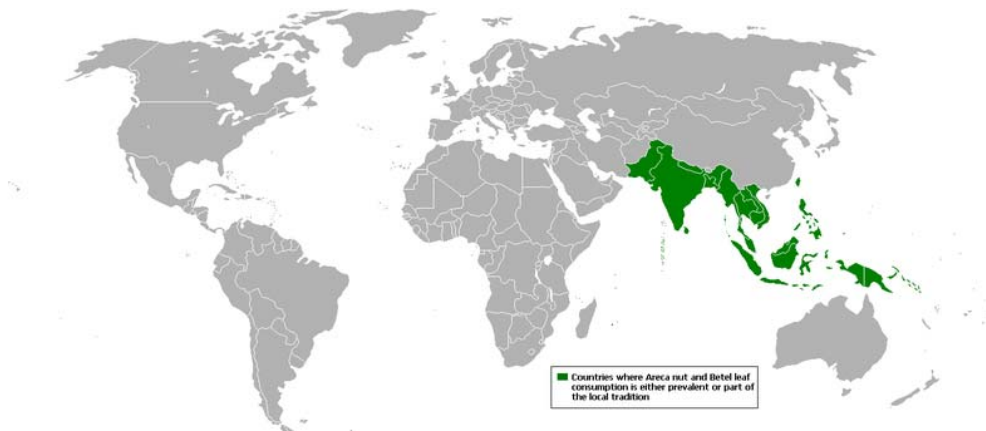 Countries where Areca nut and Betel leaf
consumption is either prevalent or part of
the local tradition